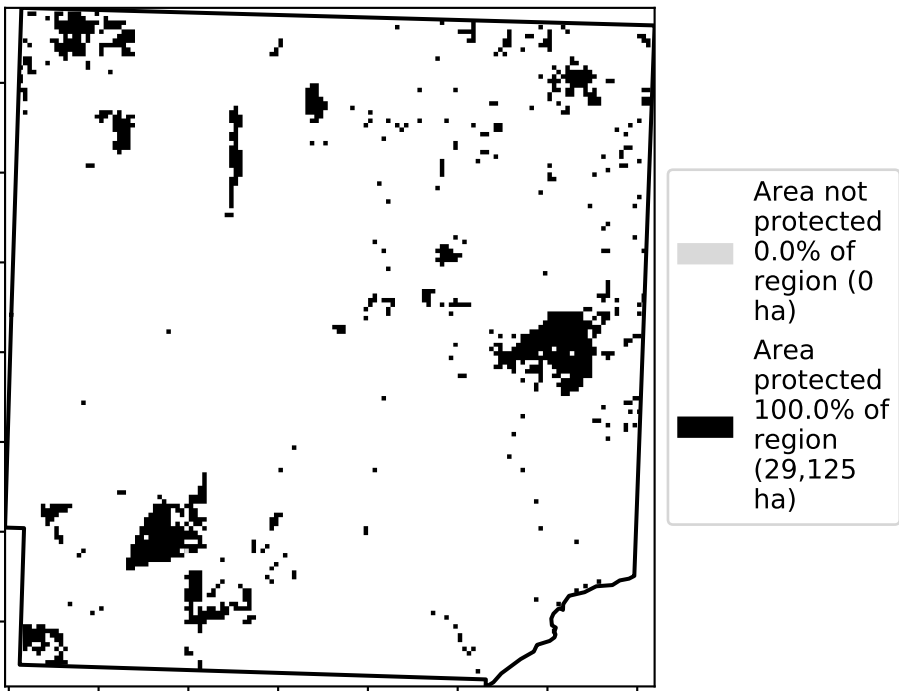 Area not
protected
0.0% of
region (0
ha)
Area
protected
100.0% of
region
(29,125
ha)